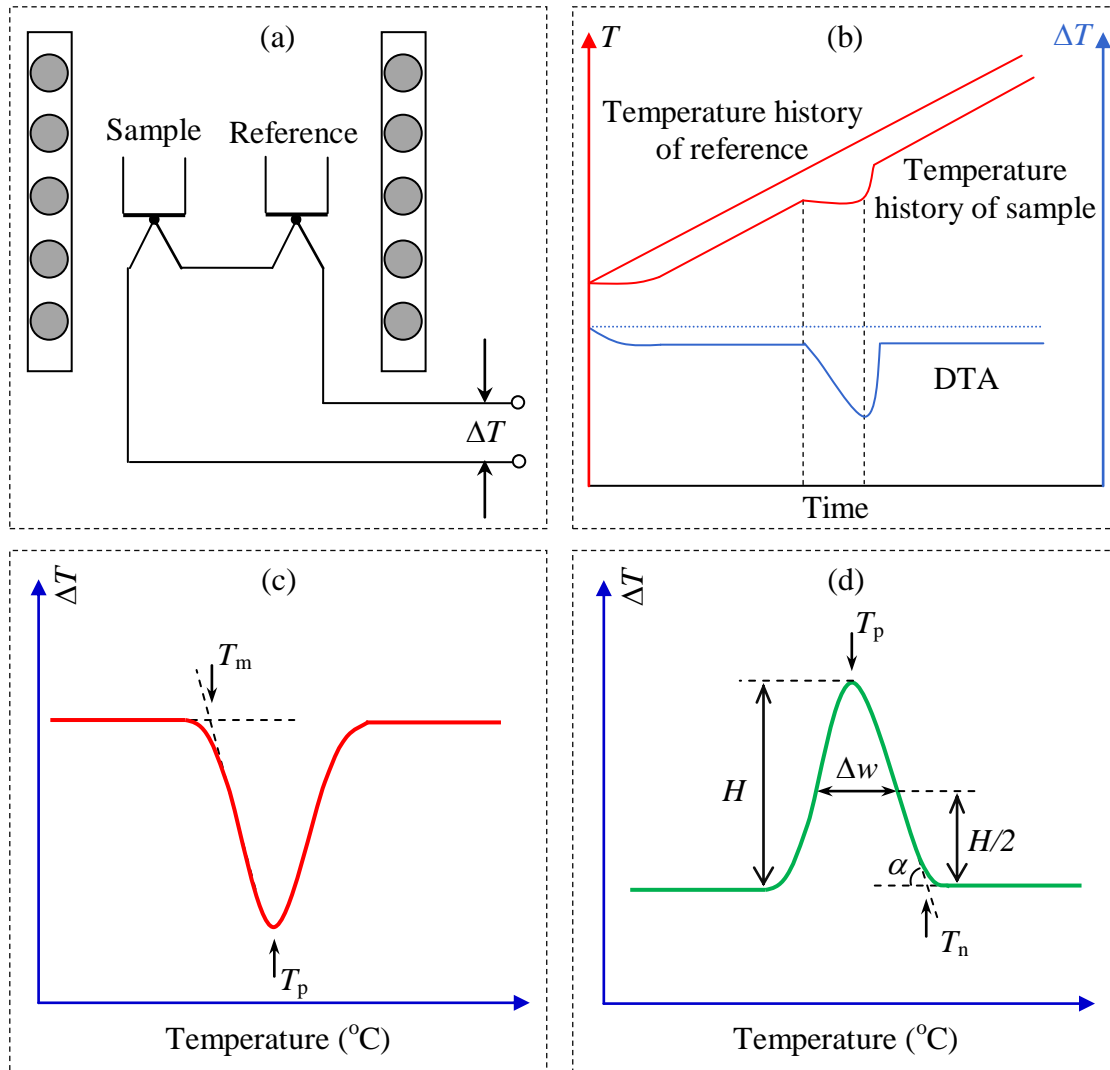 (a)
Sample Reference
ΔT
(b)
T
ΔT
Temperature history
of reference
Temperature
history of sample
DTA
Time
(c)
ΔT
Tm
Tp
Temperature (oC)
(d)
ΔT
Tp
H
Δw
H/2
α
Tn
Temperature (oC)